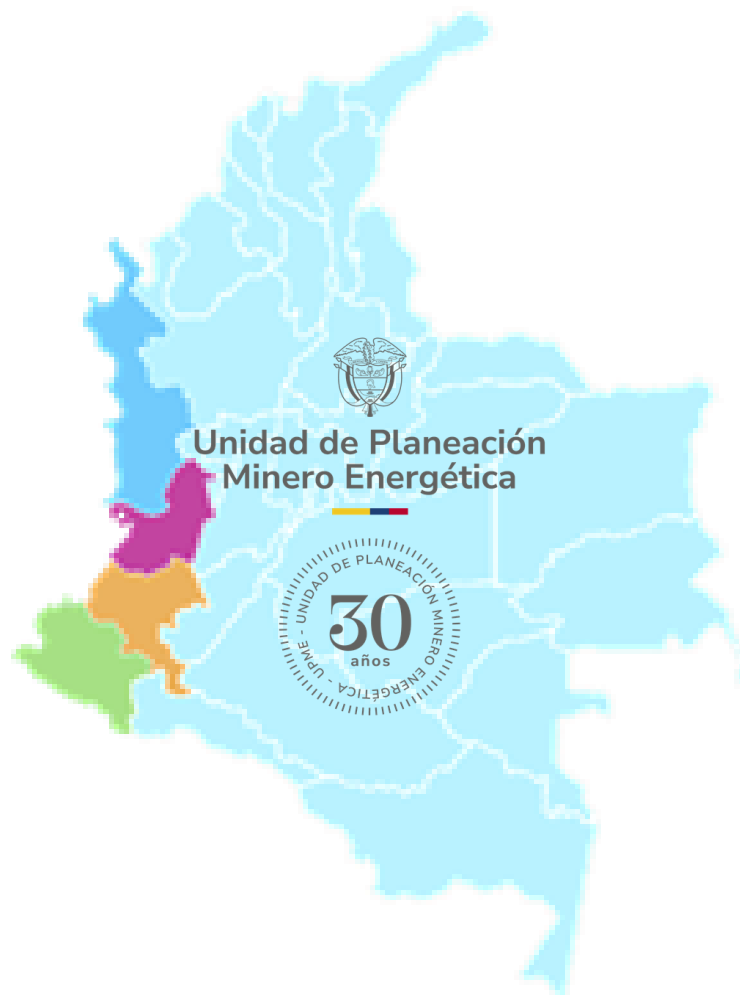 Unidad de Planeación
Minero Energética
UPME - UNIDAD DE PLANEACIÓN MINERO ENERGÉTICA -
30
años